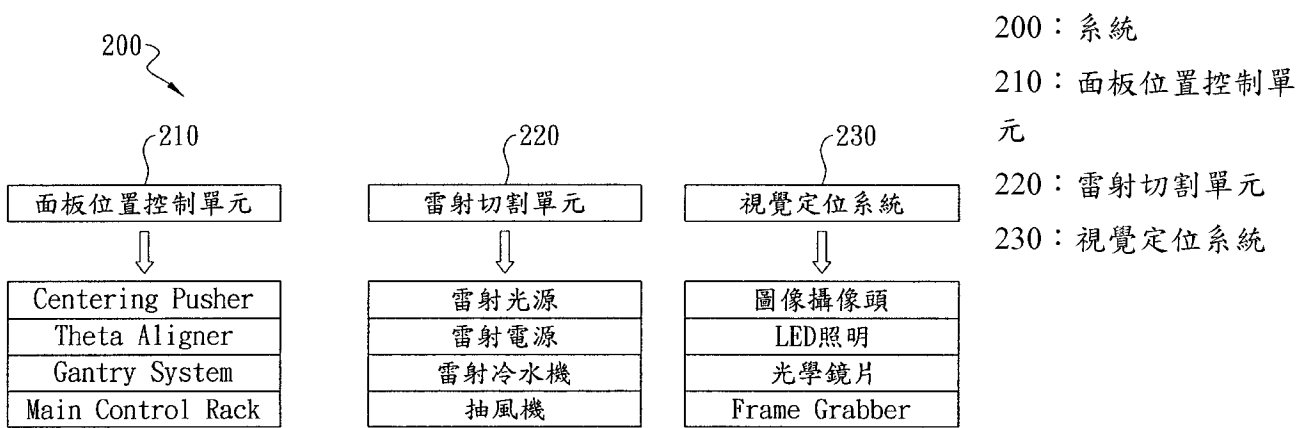 200
210
220
230
面板位置控制單元
雷射切割單元
視覺定位系統
Centering Pusher
Theta Aligner
Gantry System
Main Control Rack
雷射光源
雷射電源
雷射冷水機
抽風機
圖像攝像頭
LED照明
光學鏡片
Frame Grabber
200：系統
210：面板位置控制單
元
220：雷射切割單元
230：視覺定位系統